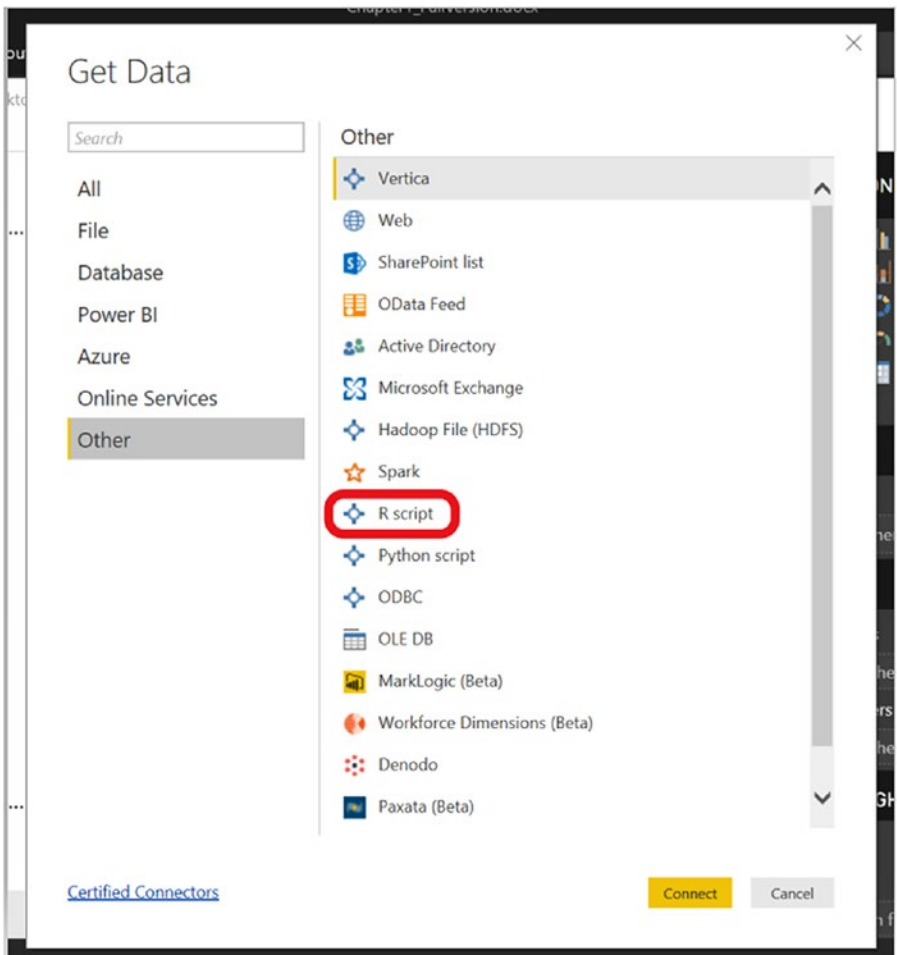 Get Data
Search
All
File
Database
Power BI
Azure
Online Services
Other
Other
Vertica
Web
SharePoint list
OData Feed
Active Directory
Microsoft Exchange
Hadoop File (HDFS)
Spark
R script
Python script
ODBC
OLE DB
MarkLogic (Beta)
Workforce Dimensions (Beta)
Denodo
Paxata (Beta)
Certified Connectors
Connect
Cancel